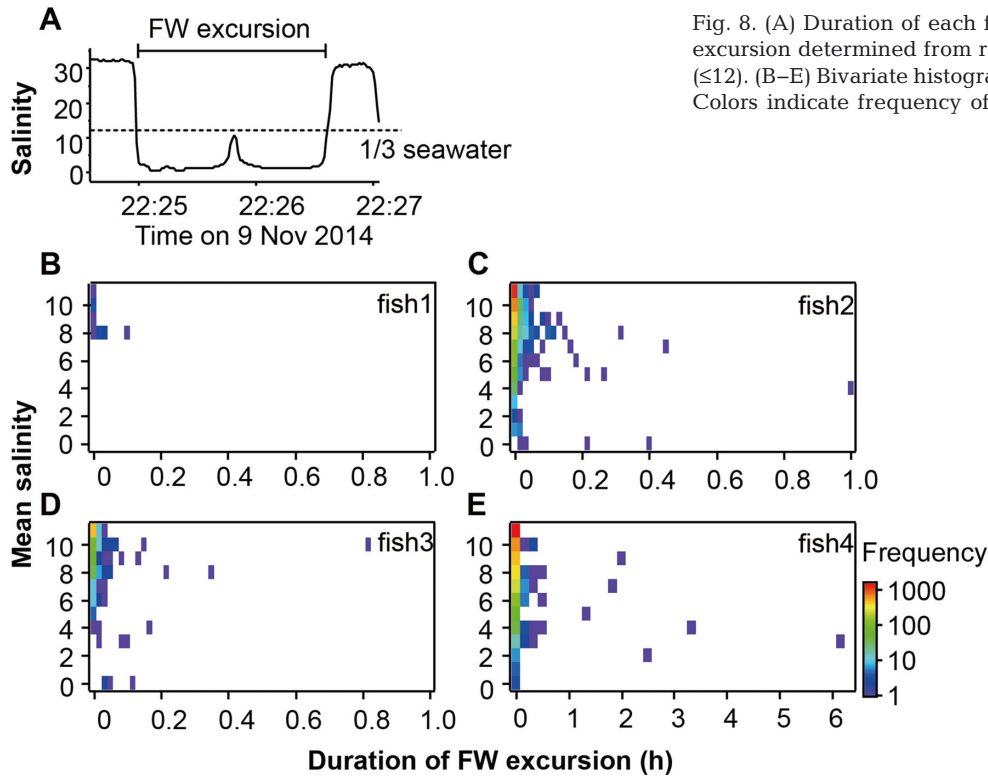 A
FW excursion
Salinity
30
20
10
0
1/3 seawater
22:25 22:26 22:27
Time on 9 Nov 2014
Fig. 8. (A) Duration of each f
excursion determined from r
(≤12). (B–E) Bivariate histogra
Colors indicate frequency of
Mean salinity
B
fish1
10
8
6
4
2
0
0 0.2 0.4 0.6 0.8 1.0
C
fish2
10
8
6
4
2
0
0 0.2 0.4 0.6 0.8 1.0
D
fish3
10
8
6
4
2
0
0 0.2 0.4 0.6 0.8 1.0
E
fish4
10
8
6
4
2
0
0 1 2 3 4 5 6
Frequency
1000
100
10
1
Duration of FW excursion (h)